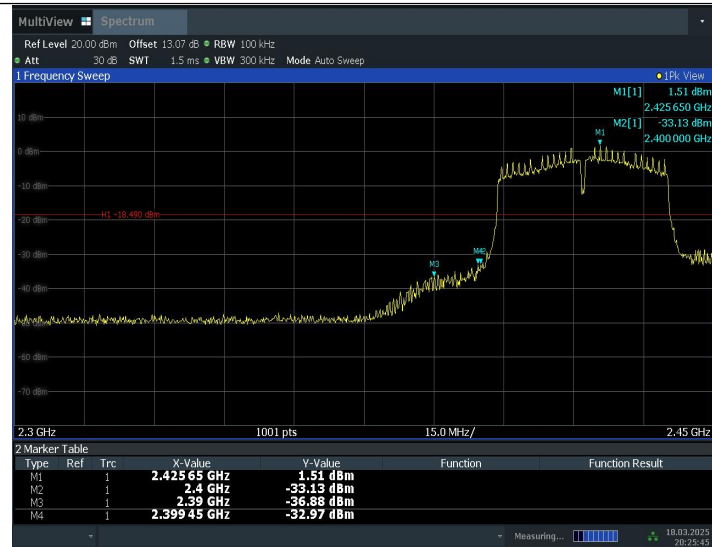 MultiView Spectrum
Ref Level 20.00 dBm Offset 13.07 dB RBW 100 kHz
Att 30 dB SWT 1.5 ms VBW 300 kHz Mode Auto Sweep
1 Frequency Sweep 1Pk View
M1[1] 1.51 dBm
2.425 650 GHz
M2[1] -33.13 dBm
2.400 000 GHz
10 dBm
M1
0 dBm
-10 dBm
H1 -18.490 dBm
-20 dBm
-30 dBm
M3
-40 dBm
-60 dBm
-70 dBm
2.3 GHz 1001 pts 15.0 MHz/ 2.45 GHz
2 Marker Table
Type Ref Trc X-Value Y-Value Function Function Result
M1 1 2.425 65 GHz 1.51 dBm
M2 1 2.4 GHz -33.13 dBm
M3 1 2.39 GHz -36.88 dBm
M4 1 2.399 45 GHz -32.97 dBm
Measuring... 18.03.2025
20:25:45